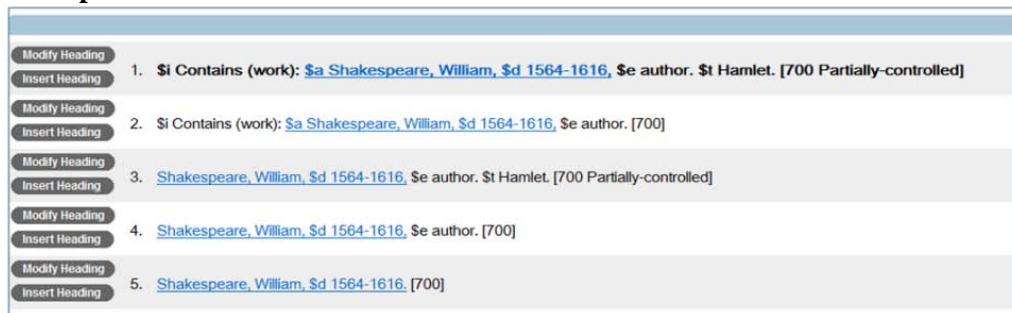 Modify Heading
Insert Heading
1. $i Contains (work): $a Shakespeare, William, $d 1564-1616, $e author. $t Hamlet. [700 Partially-controlled]
Modify Heading
Insert Heading
2. $i Contains (work): $a Shakespeare, William, $d 1564-1616, $e author. [700]
Modify Heading
Insert Heading
3. Shakespeare, William, $d 1564-1616, $e author. $t Hamlet. [700 Partially-controlled]
Modify Heading
Insert Heading
4. Shakespeare, William, $d 1564-1616, $e author. [700]
Modify Heading
Insert Heading
5. Shakespeare, William, $d 1564-1616. [700]